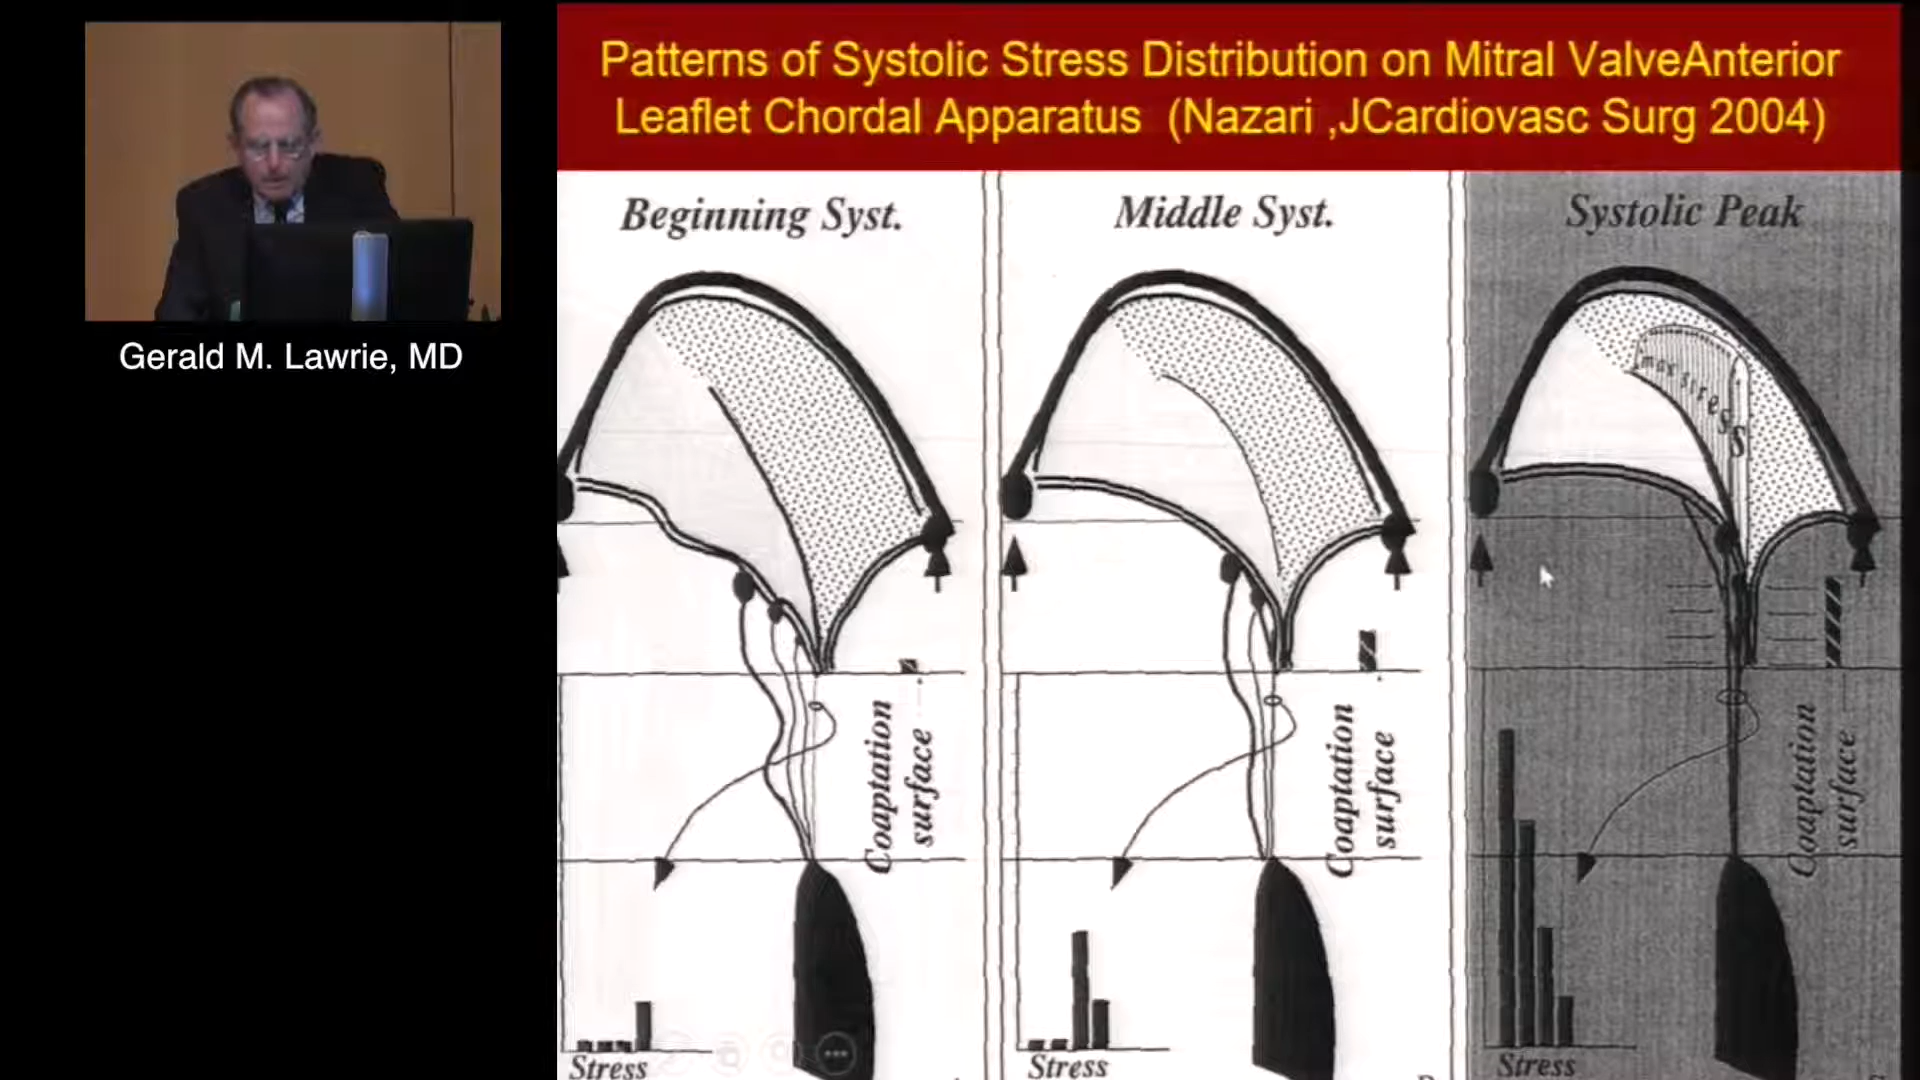 Patterns of Systolic Stress Distribution on Mitral ValveAnterior
Leaflet Chordal Apparatus (Nazari ,JCardiovasc Surg 2004)
Gerald M. Lawrie, MD
Beginning Syst.
Coaptation
surface
Stress
Middle Syst.
Coaptation
surface
Stress
Systolic Peak
max stress
Coaptation
surface
Stress